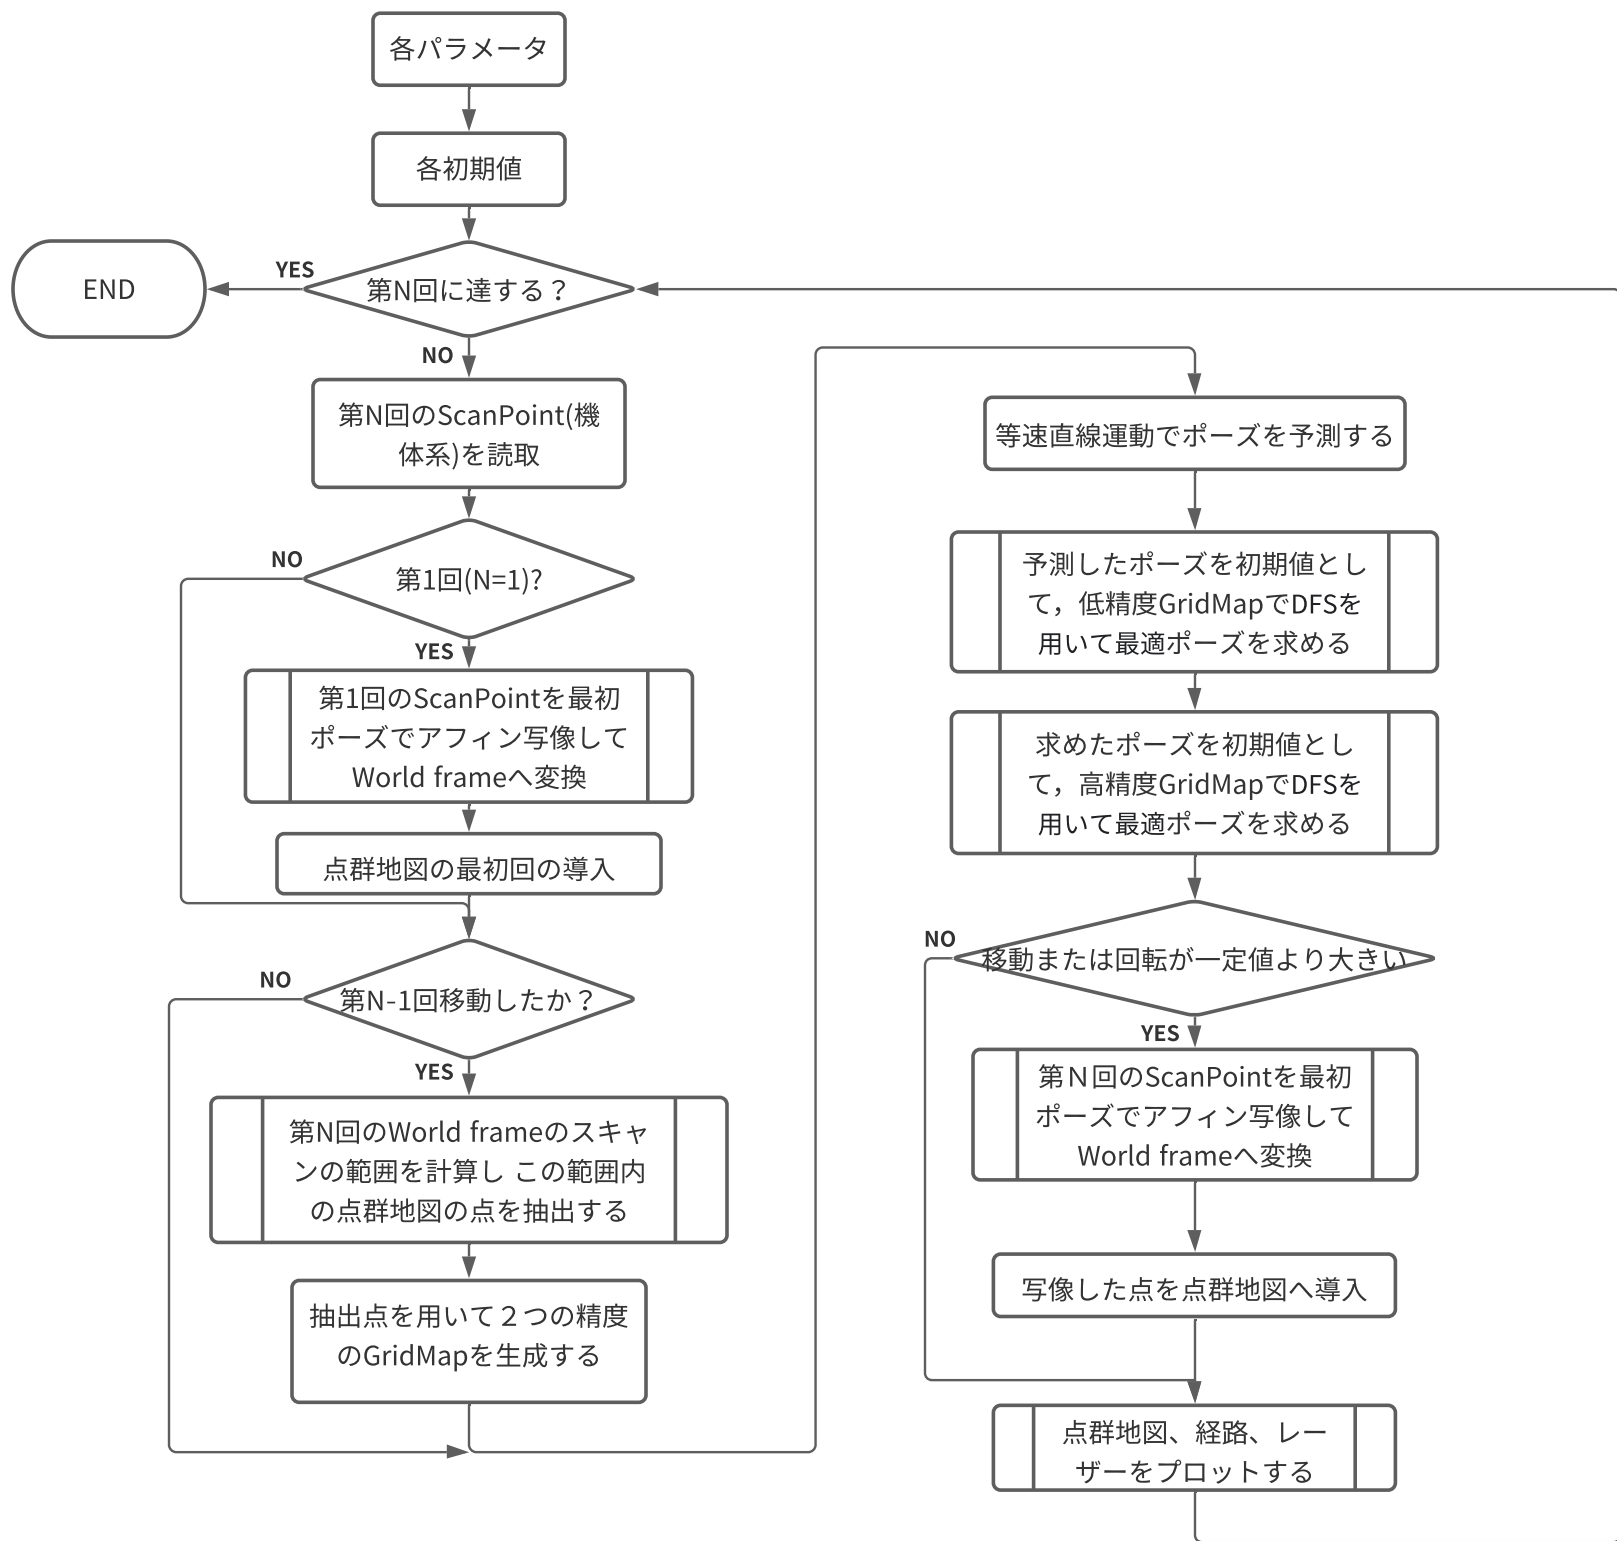 各パラメータ
各初期値
END
YES
第N回に達する？
NO
第N回のScanPoint(機
体系)を読取
NO
第1回(N=1)?
YES
第1回のScanPointを最初
ポーズでアフィン写像して
World frameへ変換
点群地図の最初回の導入
NO
第N-1回移動したか？
YES
第N回のWorld frameのスキャ
ンの範囲を計算し この範囲内
の点群地図の点を抽出する
抽出点を用いて２つの精度
のGridMapを生成する
等速直線運動でポーズを予測する
予測したポーズを初期値とし
て，低精度GridMapでDFSを
用いて最適ポーズを求める
求めたポーズを初期値とし
て，高精度GridMapでDFSを
用いて最適ポーズを求める
NO
移動または回転が一定値より大きい
YES
第Ｎ回のScanPointを最初
ポーズでアフィン写像して
World frameへ変換
写像した点を点群地図へ導入
点群地図、経路、レー
ザーをプロットする